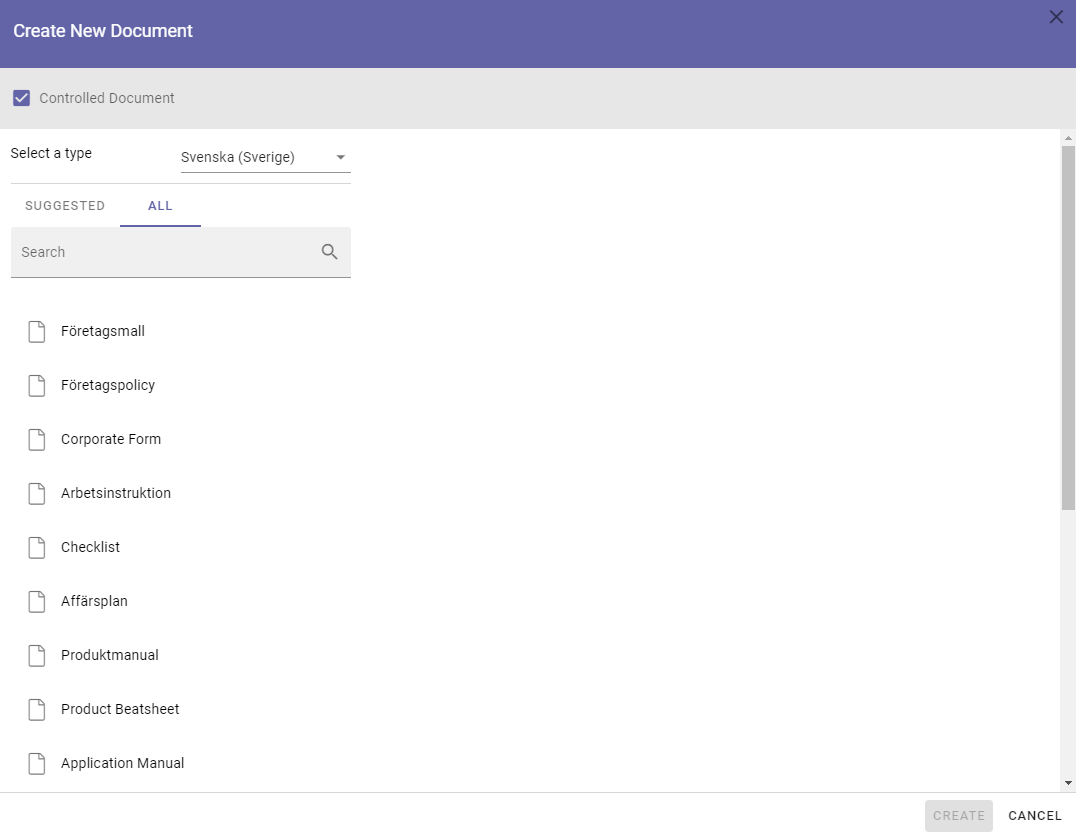 Create New Document
Controlled Document
Select a type
Svenska (Sverige)
SUGGESTED
ALL
Search
Företagsmall
Företagspolicy
Corporate Form
Arbetsinstruktion
Checklist
Affärsplan
Produktmanual
Product Beatsheet
Application Manual
CREATE
CANCEL